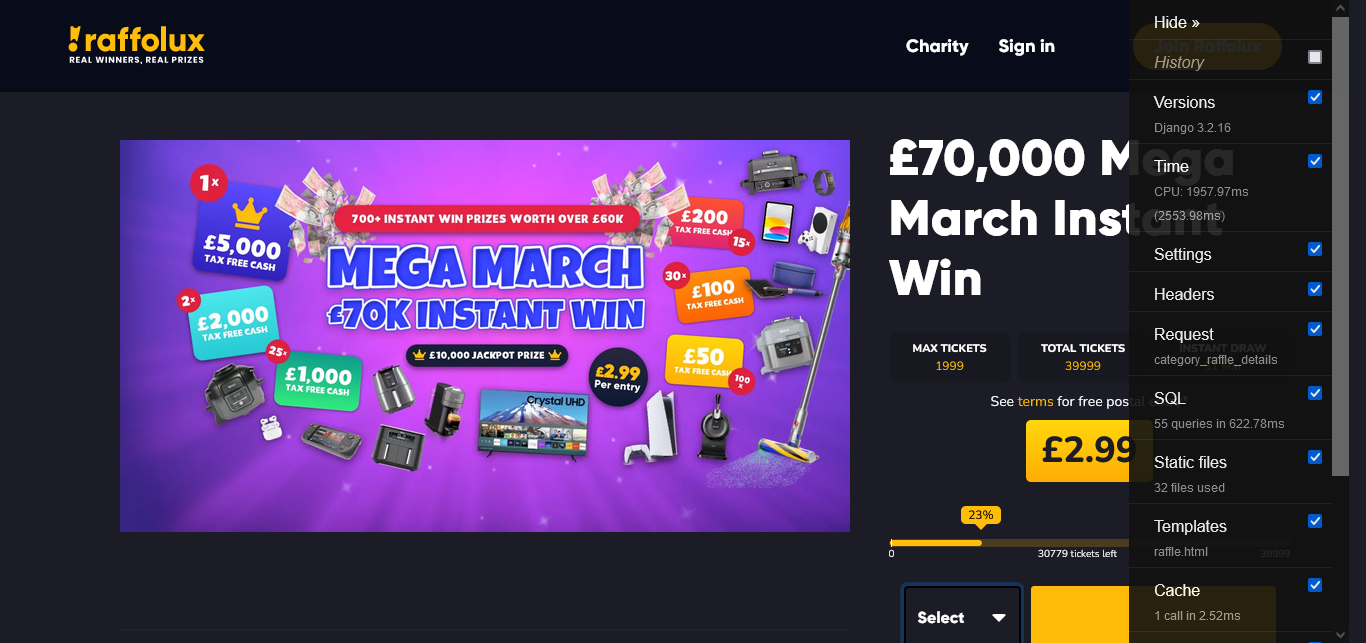 raffolux
REAL WINNERS, REAL PRIZES
Charity
Sign in
Join Raffolux
1x
£5,000
TAX FREE CASH
2x
£2,000
TAX FREE CASH
25x
£1,000
TAX FREE CASH
700+ INSTANT WIN PRIZES WORTH OVER £60K
MEGA MARCH
£70K INSTANT WIN
£10,000 JACKPOT PRIZE
£2.99
Per entry
Crystal UHD
£200
TAX FREE CASH
15x
30x
£100
TAX FREE CASH
£50
TAX FREE CASH
100
x
£70,000 Mega
March Instant
Win
MAX TICKETS
1999
TOTAL TICKETS
39999
INSTANT DRAW
See terms for free postal
£2.99
23%
0
30779 tickets left
39999
Select
Hide »
History
Versions
Django 3.2.16
Time
CPU: 1957.97ms
(2553.98ms)
Settings
Headers
Request
category_raffle_details
SQL
55 queries in 622.78ms
Static files
32 files used
Templates
raffle.html
Cache
1 call in 2.52ms